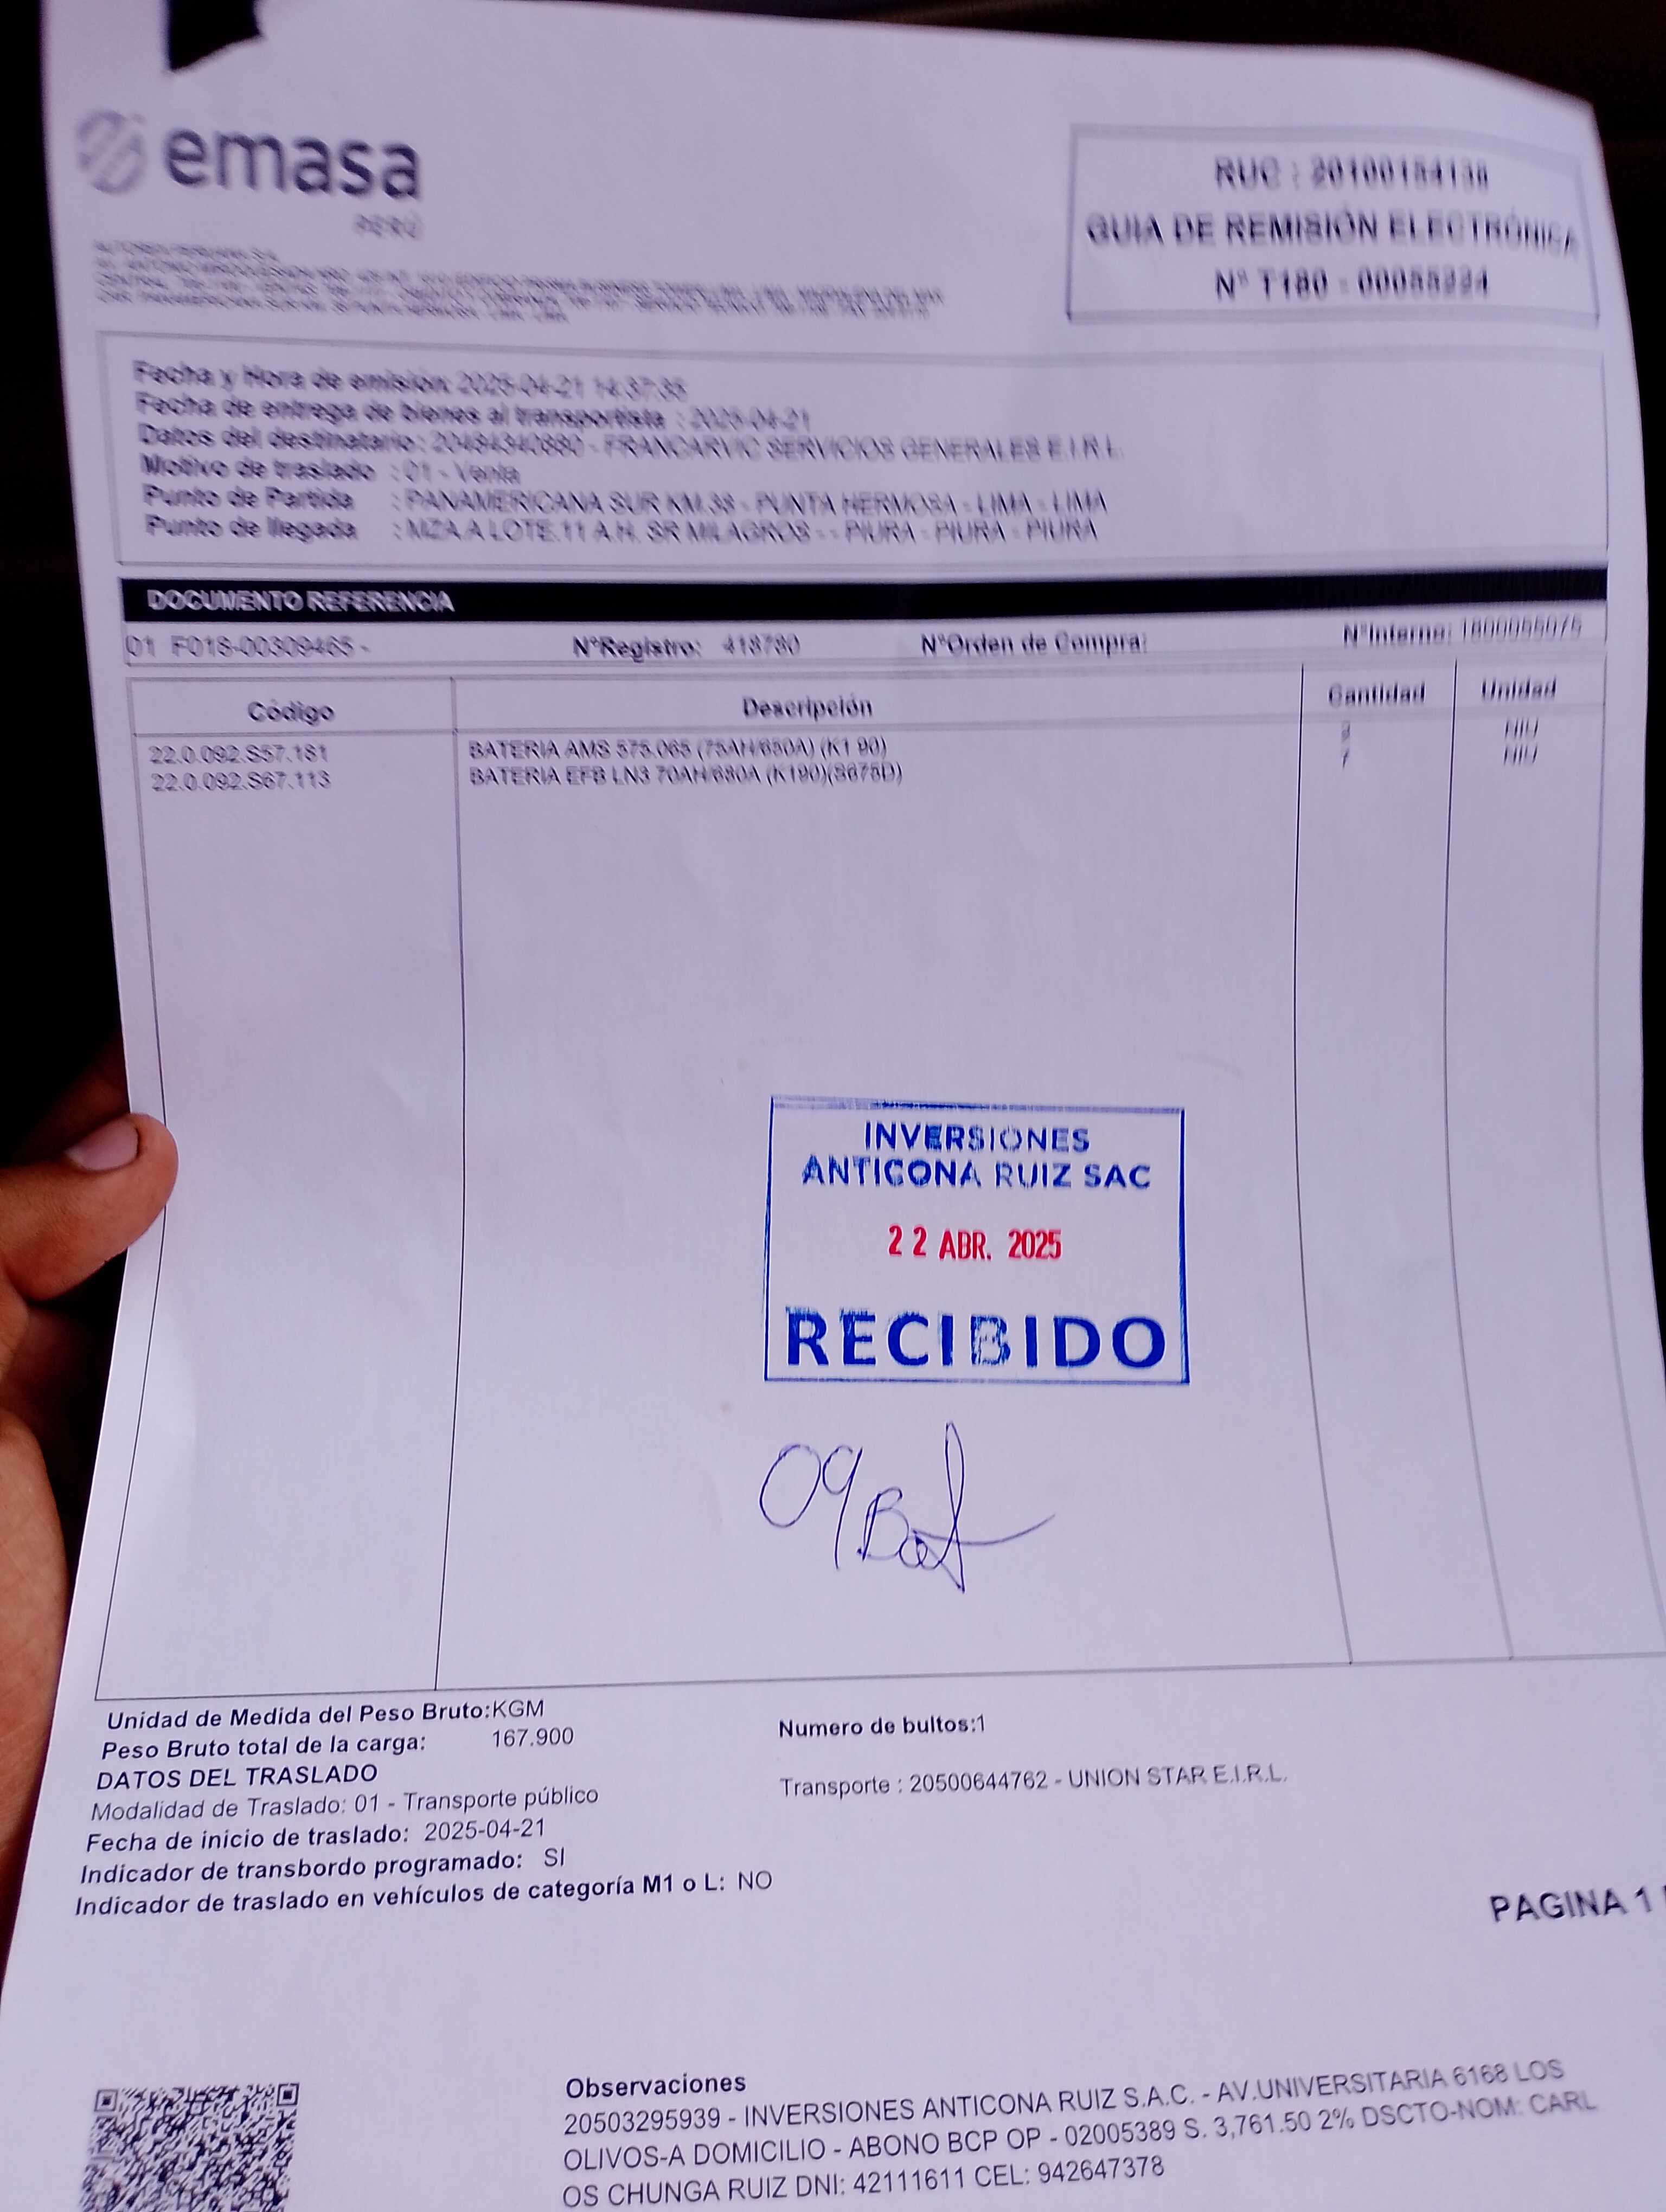 emasa
PERÚ
RUC : 20100184138
GUIA DE REMISIÓN ELECTRÓNICA
N° T180 -
Fecha y Hora de emisión: 2025-04-21 14:37:35
Fecha de entrega de bienes al transportista : 2025-04-21
Datos del destinatario: 20484340880 - FRANCARVIC SERVICIOS GENERALES E.I.R.L.
Motivo de traslado : 01 - Venta
Punto de Partida : PANAMERICANA SUR KM.38 - PUNTA HERMOSA - LIMA - LIMA
Punto de llegada : MZA.A LOTE.11 A.H. SR MILAGROS - - PIURA - PIURA - PIURA
DOCUMENTO REFERENCIA
01 F018-00309465 - N°Registro: 418780 N°Orden de Compra: N°Interno:
Código Descripción Cantidad Unidad
22.0.092.S57.181 BATERIA AMS 575.065 (75AH/650A) (K1 90) NIU
22.0.092.S67.113 BATERIA EFB LN3 70AH/680A (K190)(S675D) NIU
INVERSIONES
ANTICONA RUIZ SAC
22 ABR. 2025
RECIBIDO
09 Bat
Unidad de Medida del Peso Bruto:KGM
Peso Bruto total de la carga: 167.900
Numero de bultos:1
DATOS DEL TRASLADO
Modalidad de Traslado: 01 - Transporte público
Transporte : 20500644762 - UNION STAR E.I.R.L.
Fecha de inicio de traslado: 2025-04-21
Indicador de transbordo programado: SI
Indicador de traslado en vehículos de categoría M1 o L: NO
PAGINA 1
Observaciones
20503295939 - INVERSIONES ANTICONA RUIZ S.A.C. - AV.UNIVERSITARIA 6168 LOS
OLIVOS-A DOMICILIO - ABONO BCP OP - 02005389 S. 3,761.50 2% DSCTO-NOM: CARL
OS CHUNGA RUIZ DNI: 42111611 CEL: 942647378